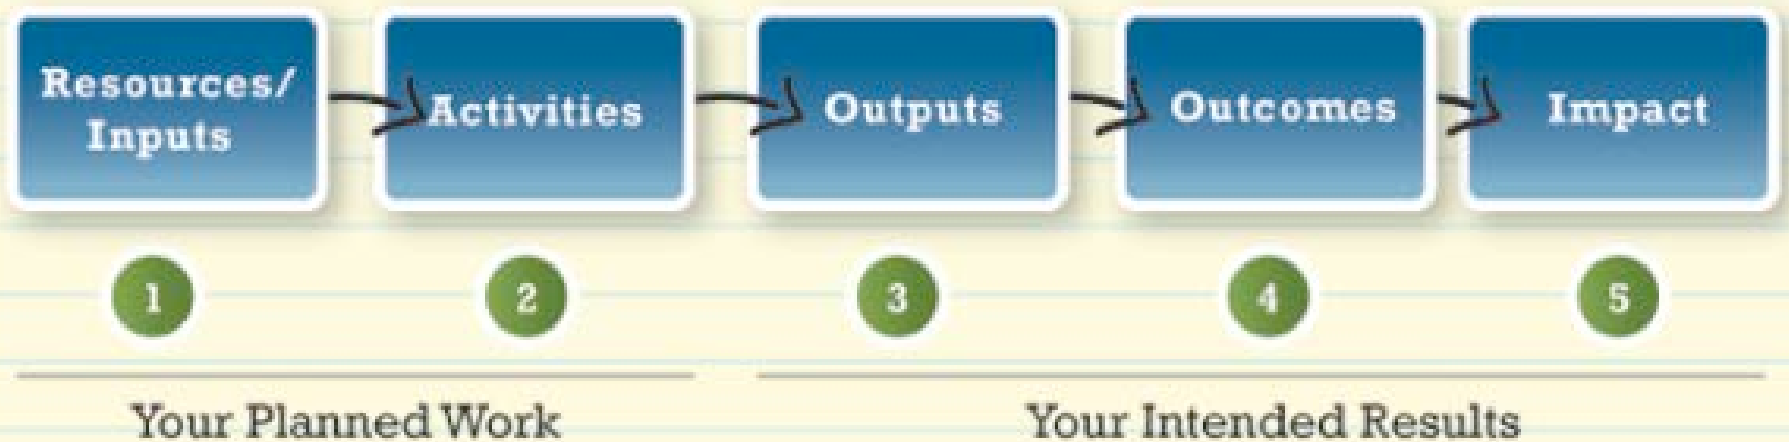 Resources/
Inputs
Activities
Outputs
Outcomes
Impact
1
2
3
4
5
Your Planned Work
Your Intended Results